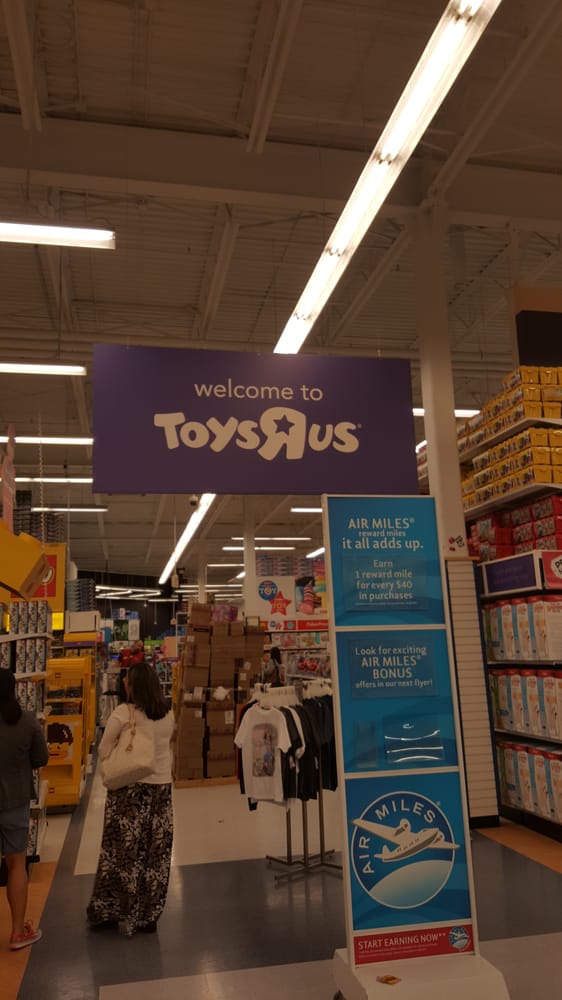 welcome to
ToysRus®
AIR MILES®
reward miles
it all adds up.
Earn
1 reward mile
for every $40
in purchases
Look for exciting
AIR MILES®
BONUS
offers in our next flyer!
AIR MILES®
START EARNING NOW**